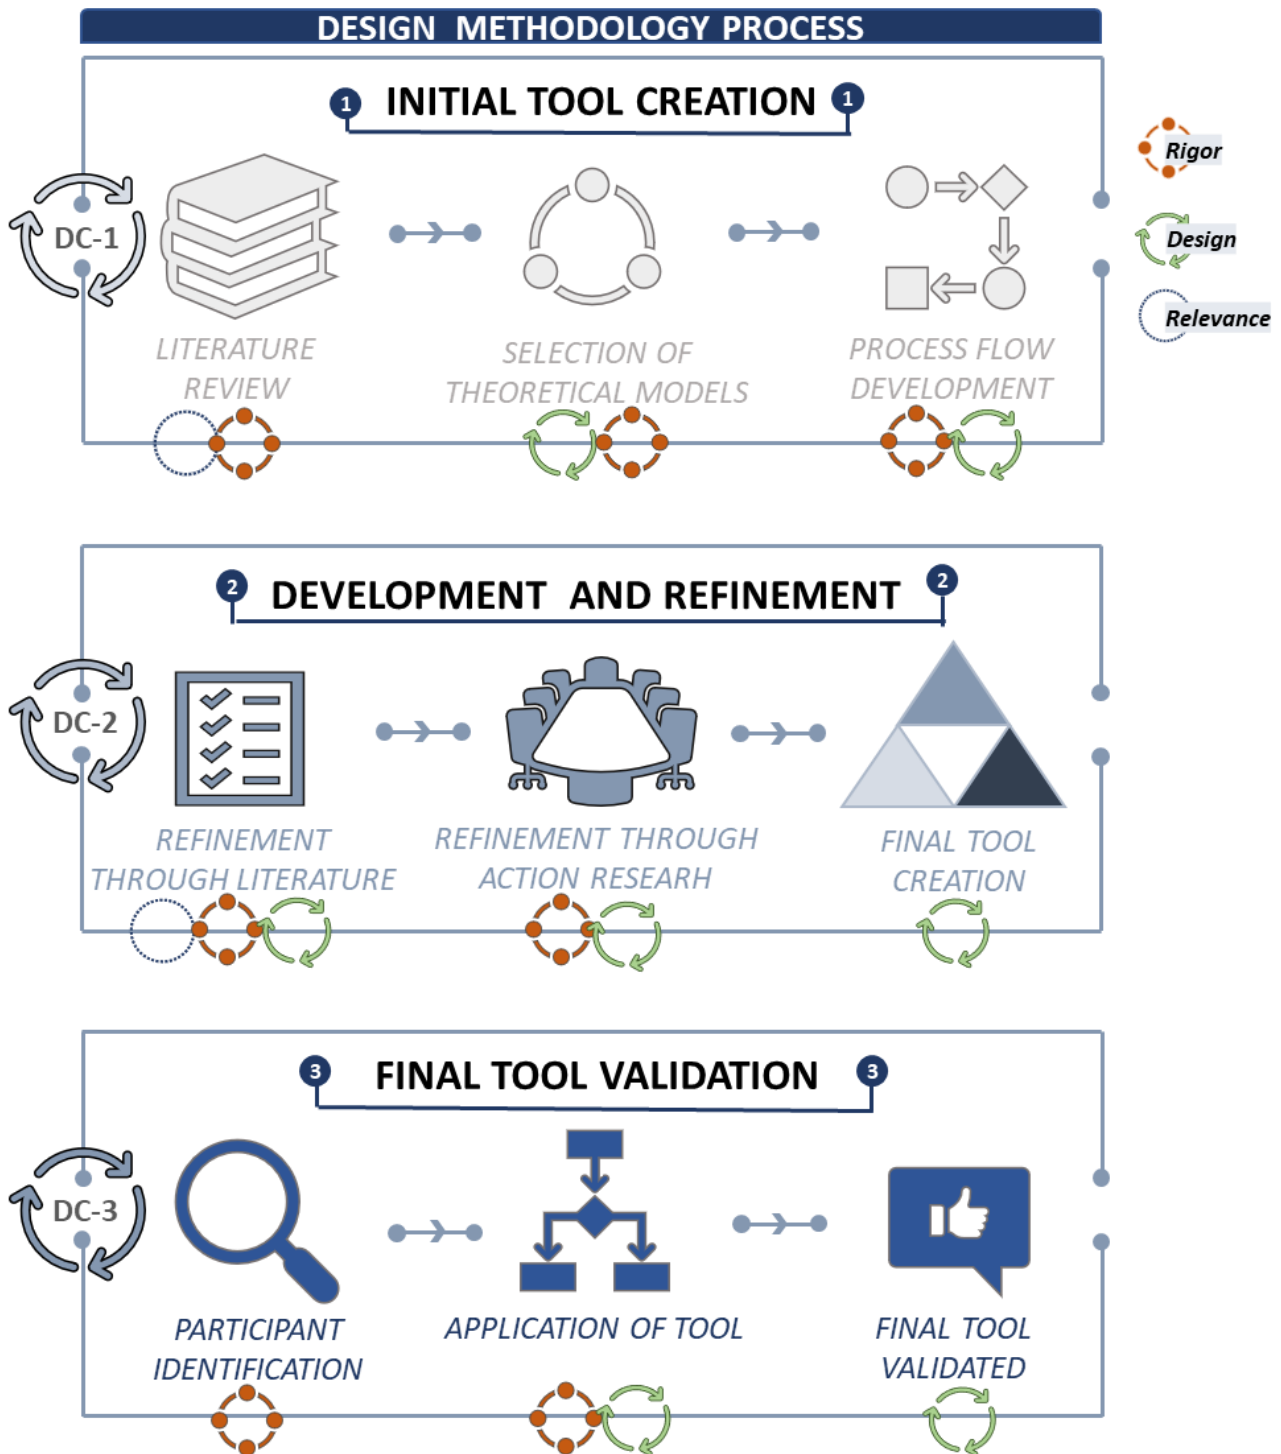 DESIGN METHODOLOGY PROCESS
1 INITIAL TOOL CREATION 1
Rigor
Design
Relevance
DC-1
LITERATURE
REVIEW
SELECTION OF
THEORETICAL MODELS
PROCESS FLOW
DEVELOPMENT
2 DEVELOPMENT AND REFINEMENT 2
DC-2
REFINEMENT
THROUGH LITERATURE
REFINEMENT THROUGH
ACTION RESEARH
FINAL TOOL
CREATION
3 FINAL TOOL VALIDATION 3
DC-3
PARTICIPANT
IDENTIFICATION
APPLICATION OF TOOL
FINAL TOOL
VALIDATED